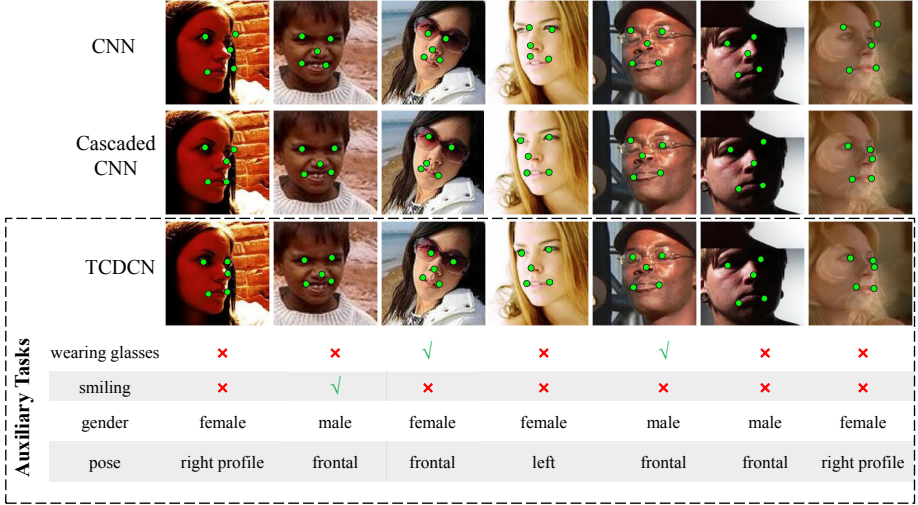 CNN
Cascaded
CNN
TCDCN
Auxiliary Tasks
wearing glasses × × √ × √ × ×
smiling × √ × × × × ×
gender female male female female male male female
pose right profile frontal frontal left frontal frontal right profile